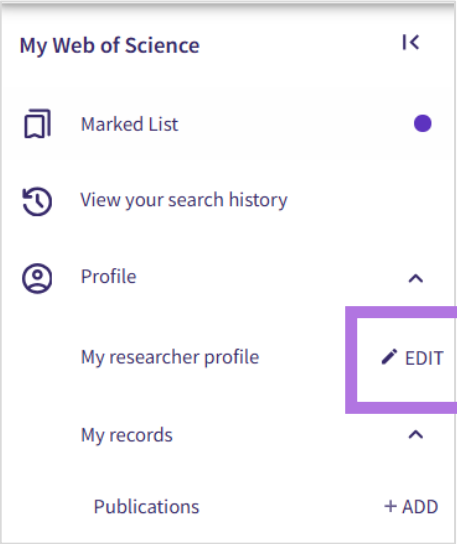 My Web of Science
Marked List
View your search history
Profile
My researcher profile
EDIT
My records
Publications
+ ADD